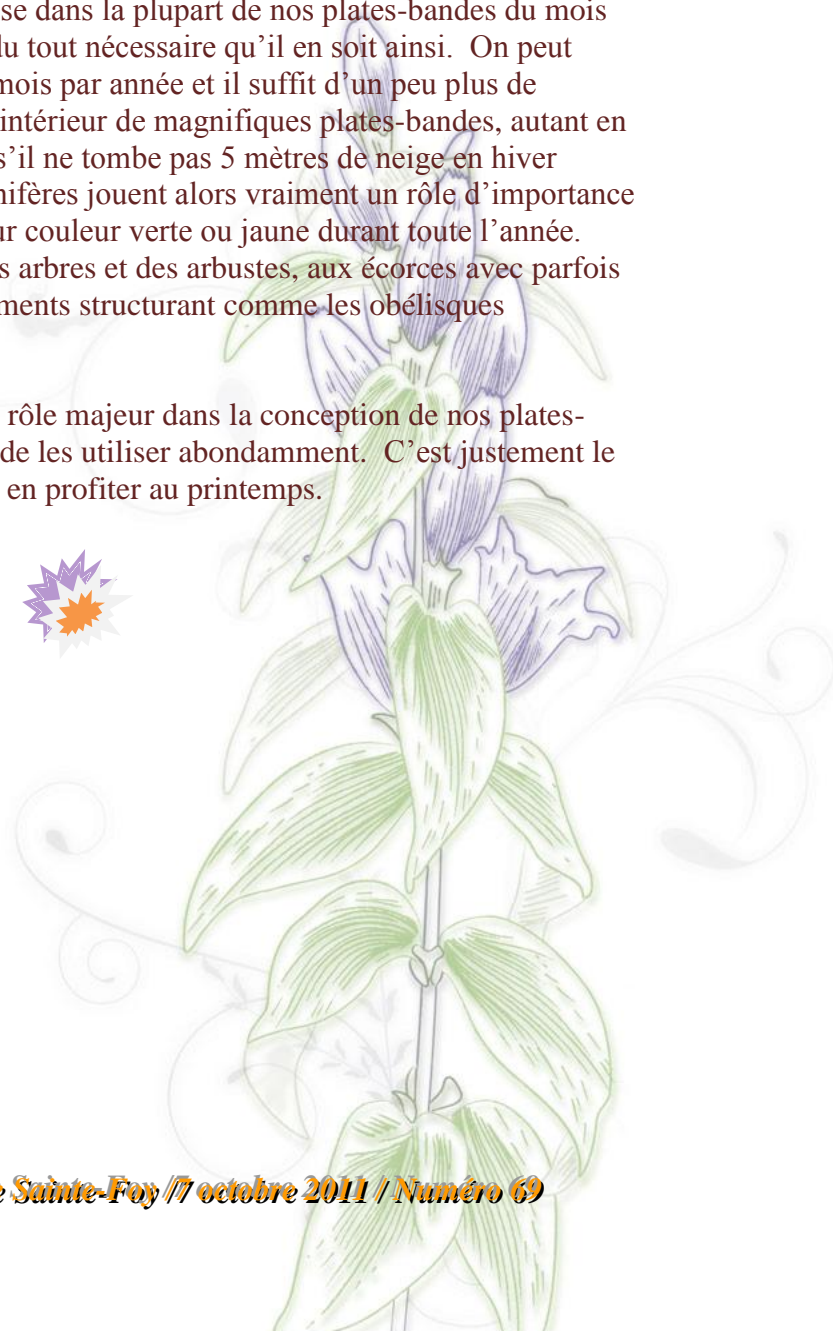 se dans la plupart de nos plates-bandes du mois
du tout nécessaire qu'il en soit ainsi.  On peut
mois par année et il suffit d'un peu plus de
intérieur de magnifiques plates-bandes, autant en
s'il ne tombe pas 5 mètres de neige en hiver
nifères jouent alors vraiment un rôle d'importance
ur couleur verte ou jaune durant toute l'année.
s arbres et des arbustes, aux écorces avec parfois
ments structurant comme les obélisques
rôle majeur dans la conception de nos plates-
de les utiliser abondamment.  C'est justement le
en profiter au printemps.
e Sainte-Foy /7 octobre 2011 / Numéro 69